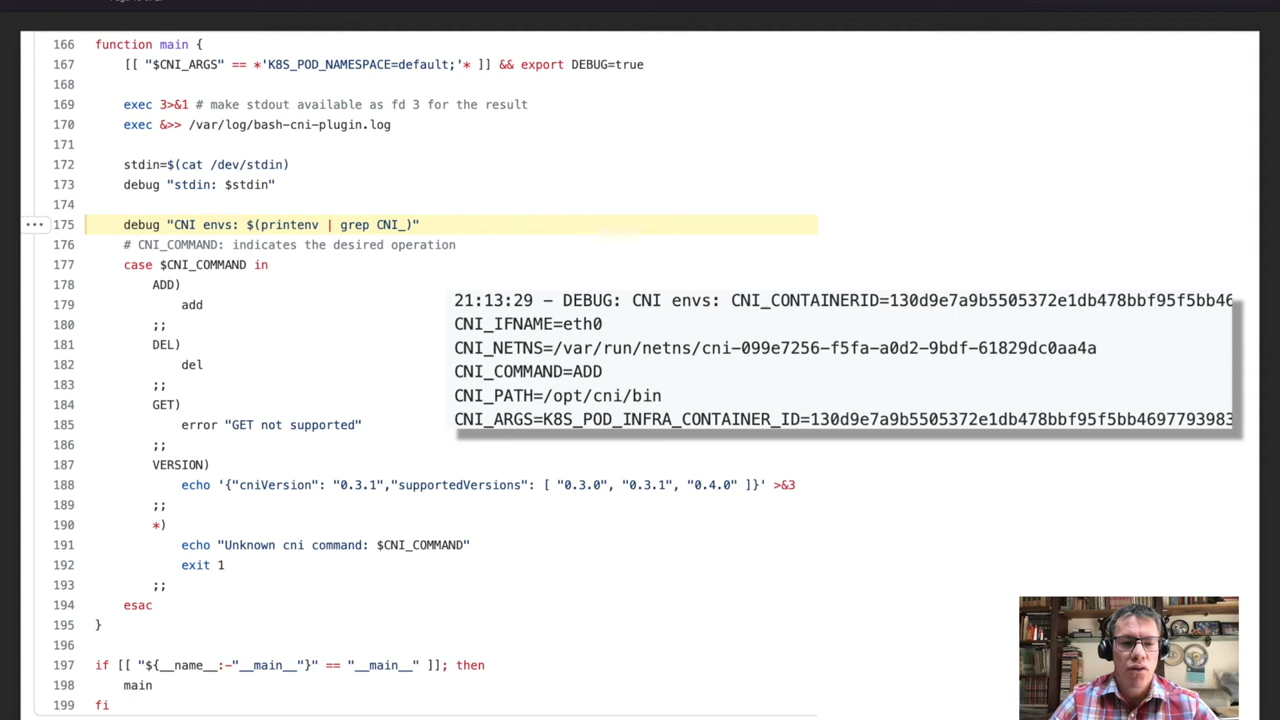 166 function main {
167 [[ "$CNI_ARGS" == *'K8S_POD_NAMESPACE=default;'* ]] && export DEBUG=true
168
169 exec 3>&1 # make stdout available as fd 3 for the result
170 exec &>> /var/log/bash-cni-plugin.log
171
172 stdin=$(cat /dev/stdin)
173 debug "stdin: $stdin"
174
175 debug "CNI envs: $(printenv | grep CNI_)"
176 # CNI_COMMAND: indicates the desired operation
177 case $CNI_COMMAND in
178 ADD)
179 add
180 ;;
181 DEL)
182 del
183 ;;
184 GET)
185 error "GET not supported"
186 ;;
187 VERSION)
188 echo '{"cniVersion": "0.3.1","supportedVersions": [ "0.3.0", "0.3.1", "0.4.0" ]}' >&3
189 ;;
190 *)
191 echo "Unknown cni command: $CNI_COMMAND"
192 exit 1
193 ;;
194 esac
195 }
196
197 if [[ "${__name__:-"__main__"}" == "__main__" ]]; then
198 main
199 fi
21:13:29 – DEBUG: CNI envs: CNI_CONTAINERID=130d9e7a9b5505372e1db478bbf95f5bb46
CNI_IFNAME=eth0
CNI_NETNS=/var/run/netns/cni-099e7256-f5fa-a0d2-9bdf-61829dc0aa4a
CNI_COMMAND=ADD
CNI_PATH=/opt/cni/bin
CNI_ARGS=K8S_POD_INFRA_CONTAINER_ID=130d9e7a9b5505372e1db478bbf95f5bb4697793983